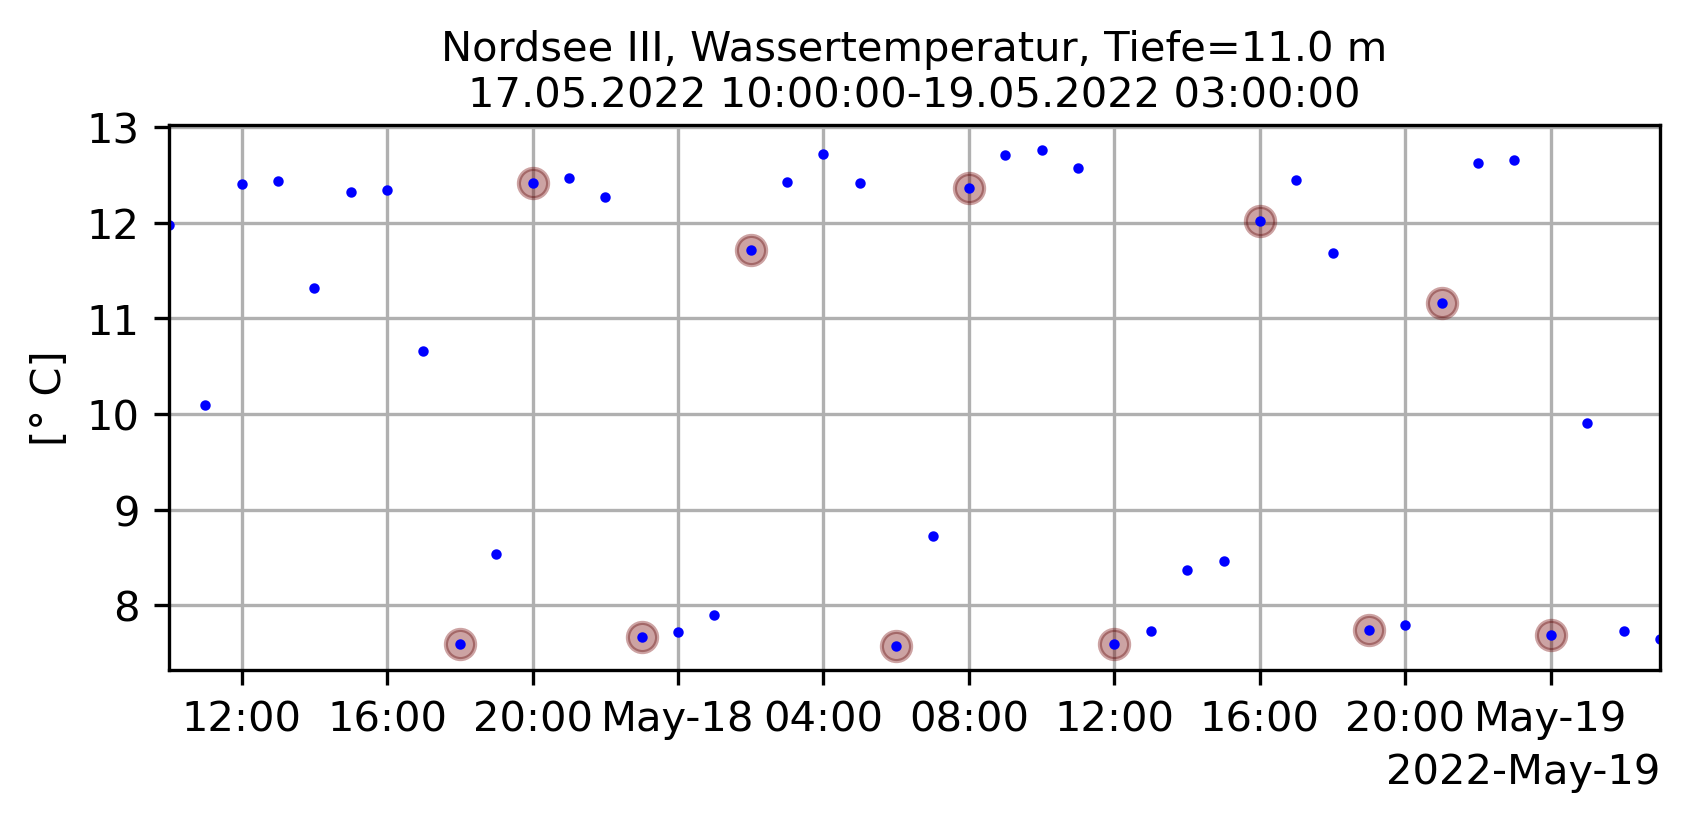 Nordsee III, Wassertemperatur, Tiefe=11.0 m
17.05.2022 10:00:00-19.05.2022 03:00:00
[° C]
13
12
11
10
9
8
12:00 16:00 20:00 May-18 04:00 08:00 12:00 16:00 20:00 May-19
2022-May-19